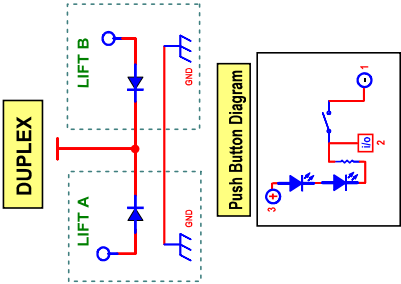 DUPLEX
LIFT B
GND
LIFT A
GND
Push Button Diagram
1
-
i/o
2
+
3